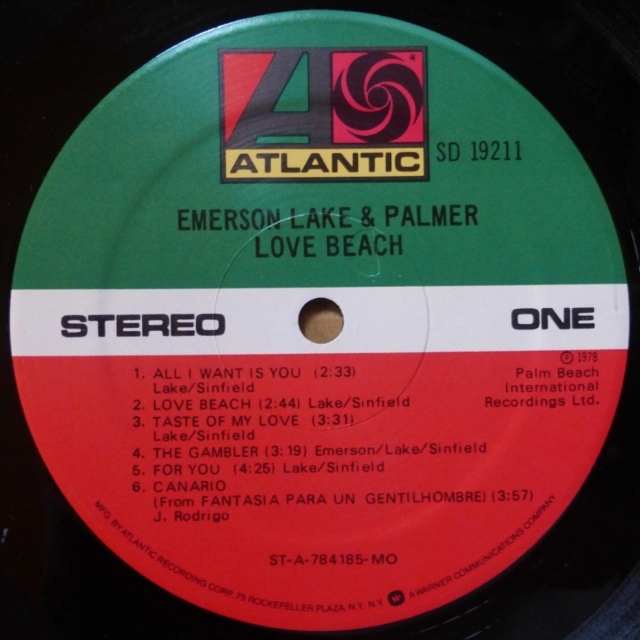 ATLANTIC
SD 19211
EMERSON LAKE & PALMER
LOVE BEACH
STEREO
ONE
℗ 1978
Palm Beach
International
Recordings Ltd.
1. ALL I WANT IS YOU (2:33)
Lake/Sinfield
2. LOVE BEACH (2:44) Lake/Sinfield
3. TASTE OF MY LOVE (3:31)
Lake/Sinfield
4. THE GAMBLER (3:19) Emerson/Lake/Sinfield
5. FOR YOU (4:25) Lake/Sinfield
6. CANARIO
(From FANTASIA PARA UN GENTILHOMBRE) (3:57)
J. Rodrigo
ST-A-784185-MO
MFG. BY ATLANTIC RECORDING CORP. 75 ROCKEFELLER PLAZA, N.Y., N.Y. A WARNER COMMUNICATIONS COMPANY